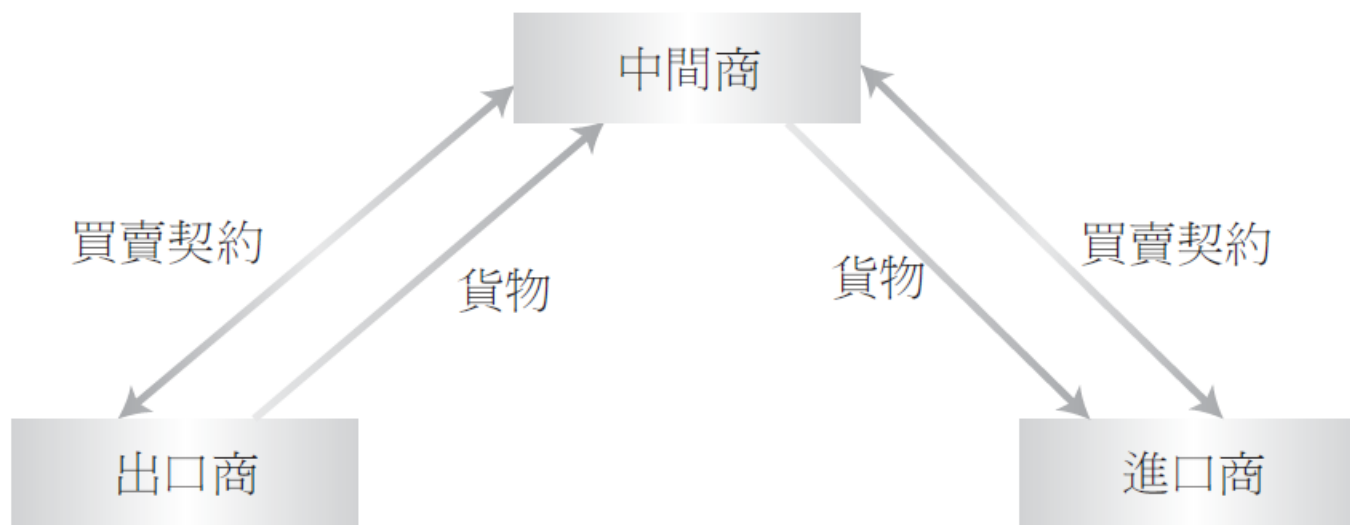 中間商
買賣契約
貨物
貨物
買賣契約
出口商
進口商